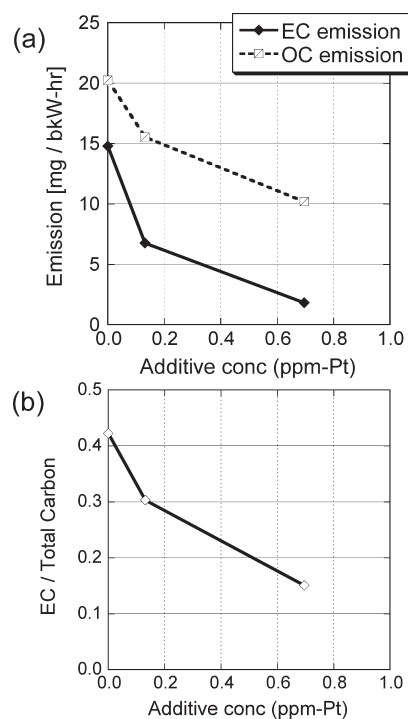 (a)
EC emission
OC emission
Emission [mg / bkW-hr]
25
20
15
10
5
0
0.0 0.2 0.4 0.6 0.8 1.0
Additive conc (ppm-Pt)
(b)
EC / Total Carbon
0.5
0.4
0.3
0.2
0.1
0.0
0.0 0.2 0.4 0.6 0.8 1.0
Additive conc (ppm-Pt)